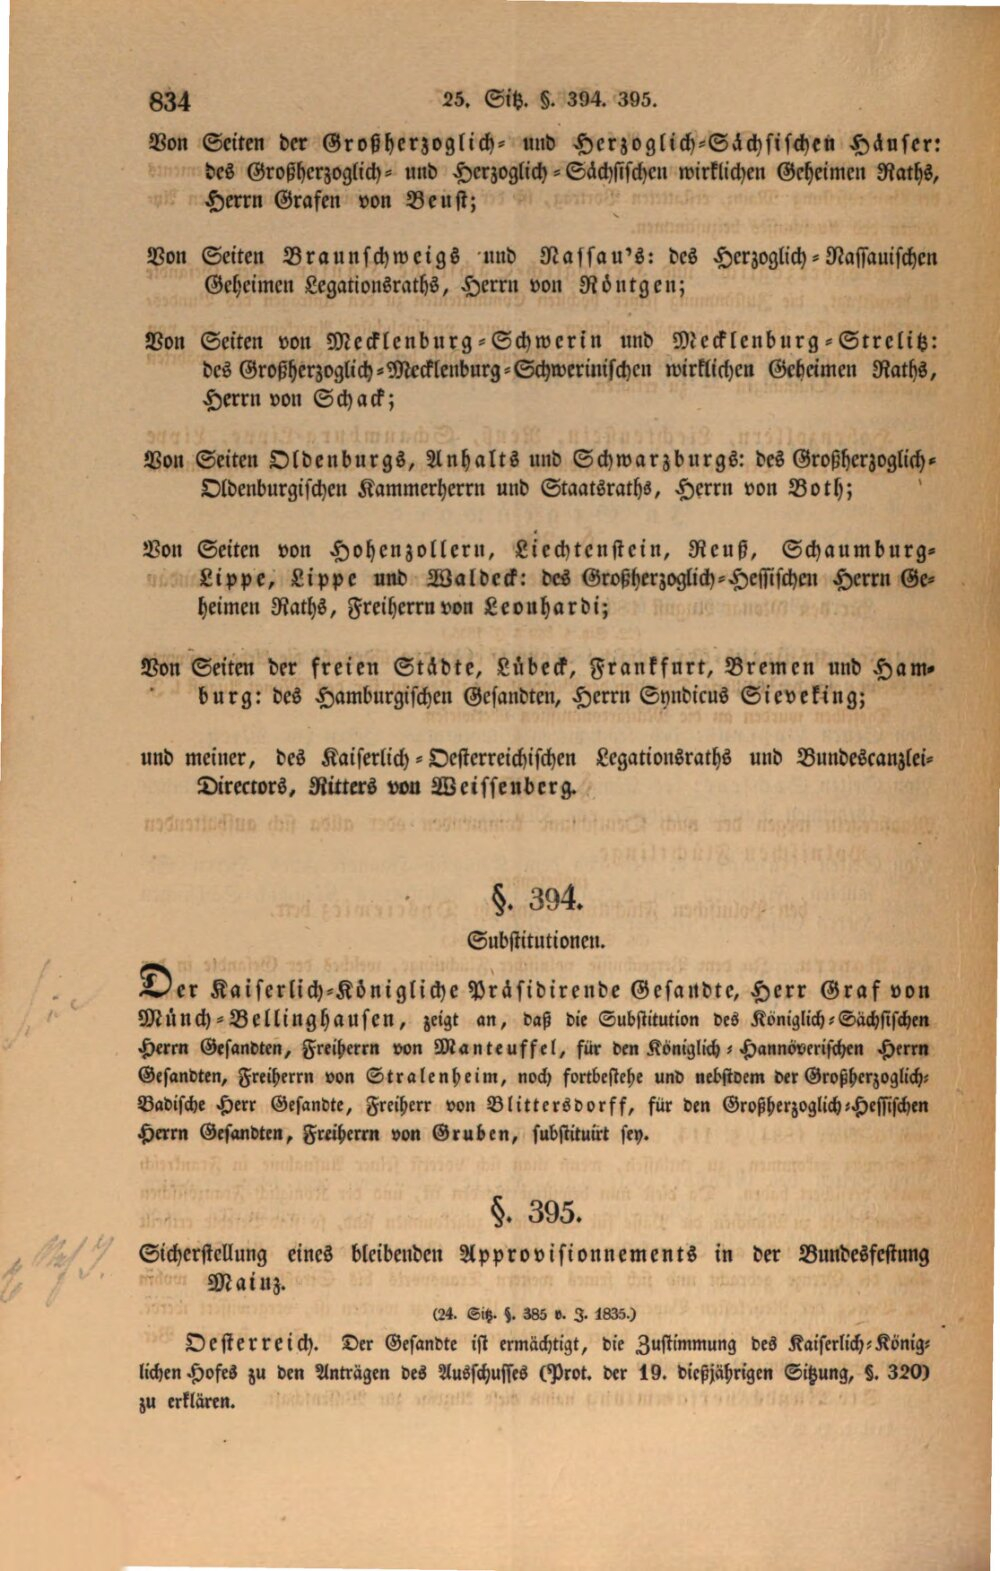 834
25. Sitz. §. 394. 395.
Von Seiten der Großherzoglich- und Herzoglich-Sächsischen Häuser:
des Großherzoglich- und Herzoglich-Sächsischen wirklichen Geheimen Raths,
Herrn Grafen von Beust;
Von Seiten Braunschweigs und Nassau's: des Herzoglich-Nassauischen
Geheimen Legationsraths, Herrn von Röntgen;
Von Seiten von Mecklenburg-Schwerin und Mecklenburg-Strelitz:
des Großherzoglich-Mecklenburg-Schwerinischen wirklichen Geheimen Raths,
Herrn von Schack;
Von Seiten Oldenburgs, Anhalts und Schwarzburgs: des Großherzoglich-
Oldenburgischen Kammerherrn und Staatsraths, Herrn von Both;
Von Seiten von Hohenzollern, Liechtenstein, Reuß, Schaumburg-
Lippe, Lippe und Waldeck: des Großherzoglich-Hessischen Herrn Ge-
heimen Raths, Freiherrn von Leonhardi;
Von Seiten der freien Städte, Lübeck, Frankfurt, Bremen und Ham-
burg: des Hamburgischen Gesandten, Herrn Syndicus Sieveking;
und meiner, des Kaiserlich-Oesterreichischen Legationsraths und Bundescanzlei-
Directors, Ritters von Weissenberg.
§. 394.
Substitutionen.
Der Kaiserlich-Königliche Präsidirende Gesandte, Herr Graf von
Münch-Bellinghausen, zeigt an, daß die Substitution des Königlich-Sächsischen
Herrn Gesandten, Freiherrn von Manteuffel, für den Königlich-Hannöverischen Herrn
Gesandten, Freiherrn von Stralenheim, noch fortbestehe und nebstdem der Großherzoglich-
Badische Herr Gesandte, Freiherr von Blittersdorff, für den Großherzoglich-Hessischen
Herrn Gesandten, Freiherrn von Gruben, substituirt sey.
§. 395.
Sicherstellung eines bleibenden Approvisionnements in der Bundesfestung
Mainz.
(24. Sitz. §. 385 v. J. 1835.)
Oesterreich. Der Gesandte ist ermächtigt, die Zustimmung des Kaiserlich-König-
lichen Hofes zu den Anträgen des Ausschusses (Prot. der 19. dießjährigen Sitzung, §. 320)
zu erklären.